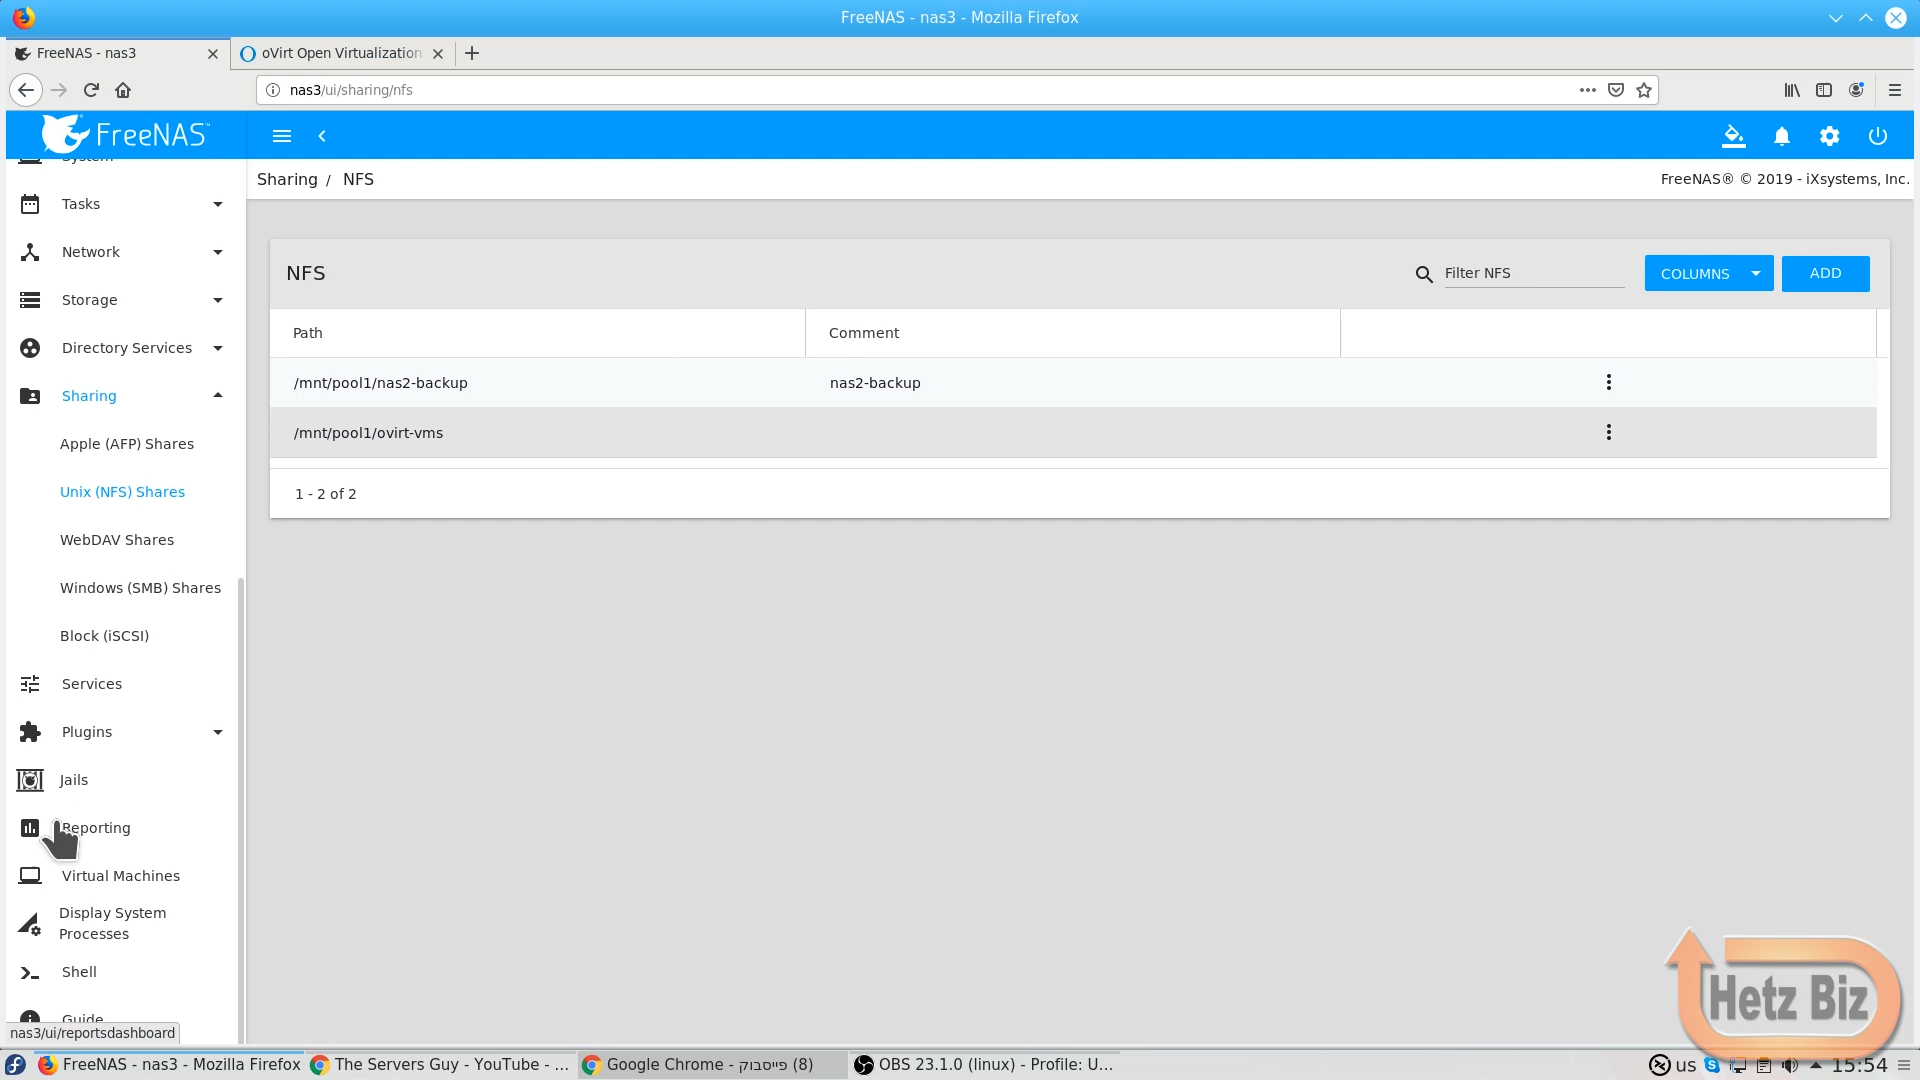 FreeNAS - nas3 - Mozilla Firefox
FreeNAS - nas3
oVirt Open Virtualization
nas3/ui/sharing/nfs
FreeNAS™
Sharing / NFS
FreeNAS® © 2019 - iXsystems, Inc.
System
Tasks
Network
Storage
Directory Services
Sharing
Apple (AFP) Shares
Unix (NFS) Shares
WebDAV Shares
Windows (SMB) Shares
Block (iSCSI)
Services
Plugins
Jails
Reporting
Virtual Machines
Display System
Processes
Shell
Guide
NFS
Filter NFS
COLUMNS
ADD
Path
Comment
/mnt/pool1/nas2-backup
nas2-backup
/mnt/pool1/ovirt-vms
1 - 2 of 2
Hetz Biz
nas3/ui/reportsdashboard
FreeNAS - nas3 - Mozilla Firefox
The Servers Guy - YouTube - ...
Google Chrome - פייסבוק (8)
OBS 23.1.0 (linux) - Profile: U...
us
15:54